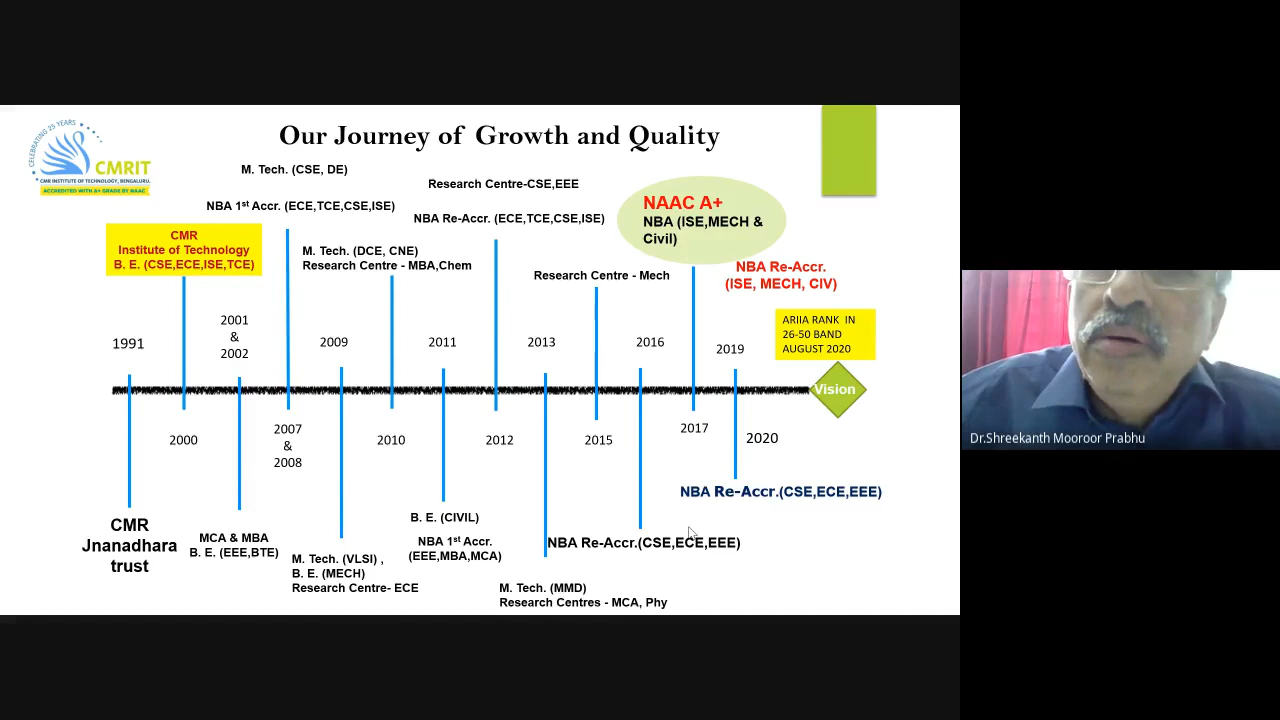 Our Journey of Growth and Quality
CELEBRATING 25 YEARS
CMRIT
CMR INSTITUTE OF TECHNOLOGY, BENGALURU.
ACCREDITED WITH A+ GRADE BY NAAC
M. Tech. (CSE, DE)
NBA 1st Accr. (ECE,TCE,CSE,ISE)
Research Centre-CSE,EEE
NBA Re-Accr. (ECE,TCE,CSE,ISE)
NAAC A+
NBA (ISE,MECH &
Civil)
CMR
Institute of Technology
B. E. (CSE,ECE,ISE,TCE)
M. Tech. (DCE, CNE)
Research Centre - MBA,Chem
Research Centre - Mech
NBA Re-Accr.
(ISE, MECH, CIV)
ARIIA RANK IN
26-50 BAND
AUGUST 2020
1991
2001
&
2002
2009
2011
2013
2016
2019
Vision
2000
2007
&
2008
2010
2012
2015
2017
2020
CMR
Jnanadhara
trust
MCA & MBA
B. E. (EEE,BTE)
M. Tech. (VLSI) ,
B. E. (MECH)
Research Centre- ECE
B. E. (CIVIL)
NBA 1st Accr.
(EEE,MBA,MCA)
NBA Re-Accr.(CSE,ECE,EEE)
M. Tech. (MMD)
Research Centres - MCA, Phy
NBA Re-Accr.(CSE,ECE,EEE)
Dr.Shreekanth Mooroor Prabhu